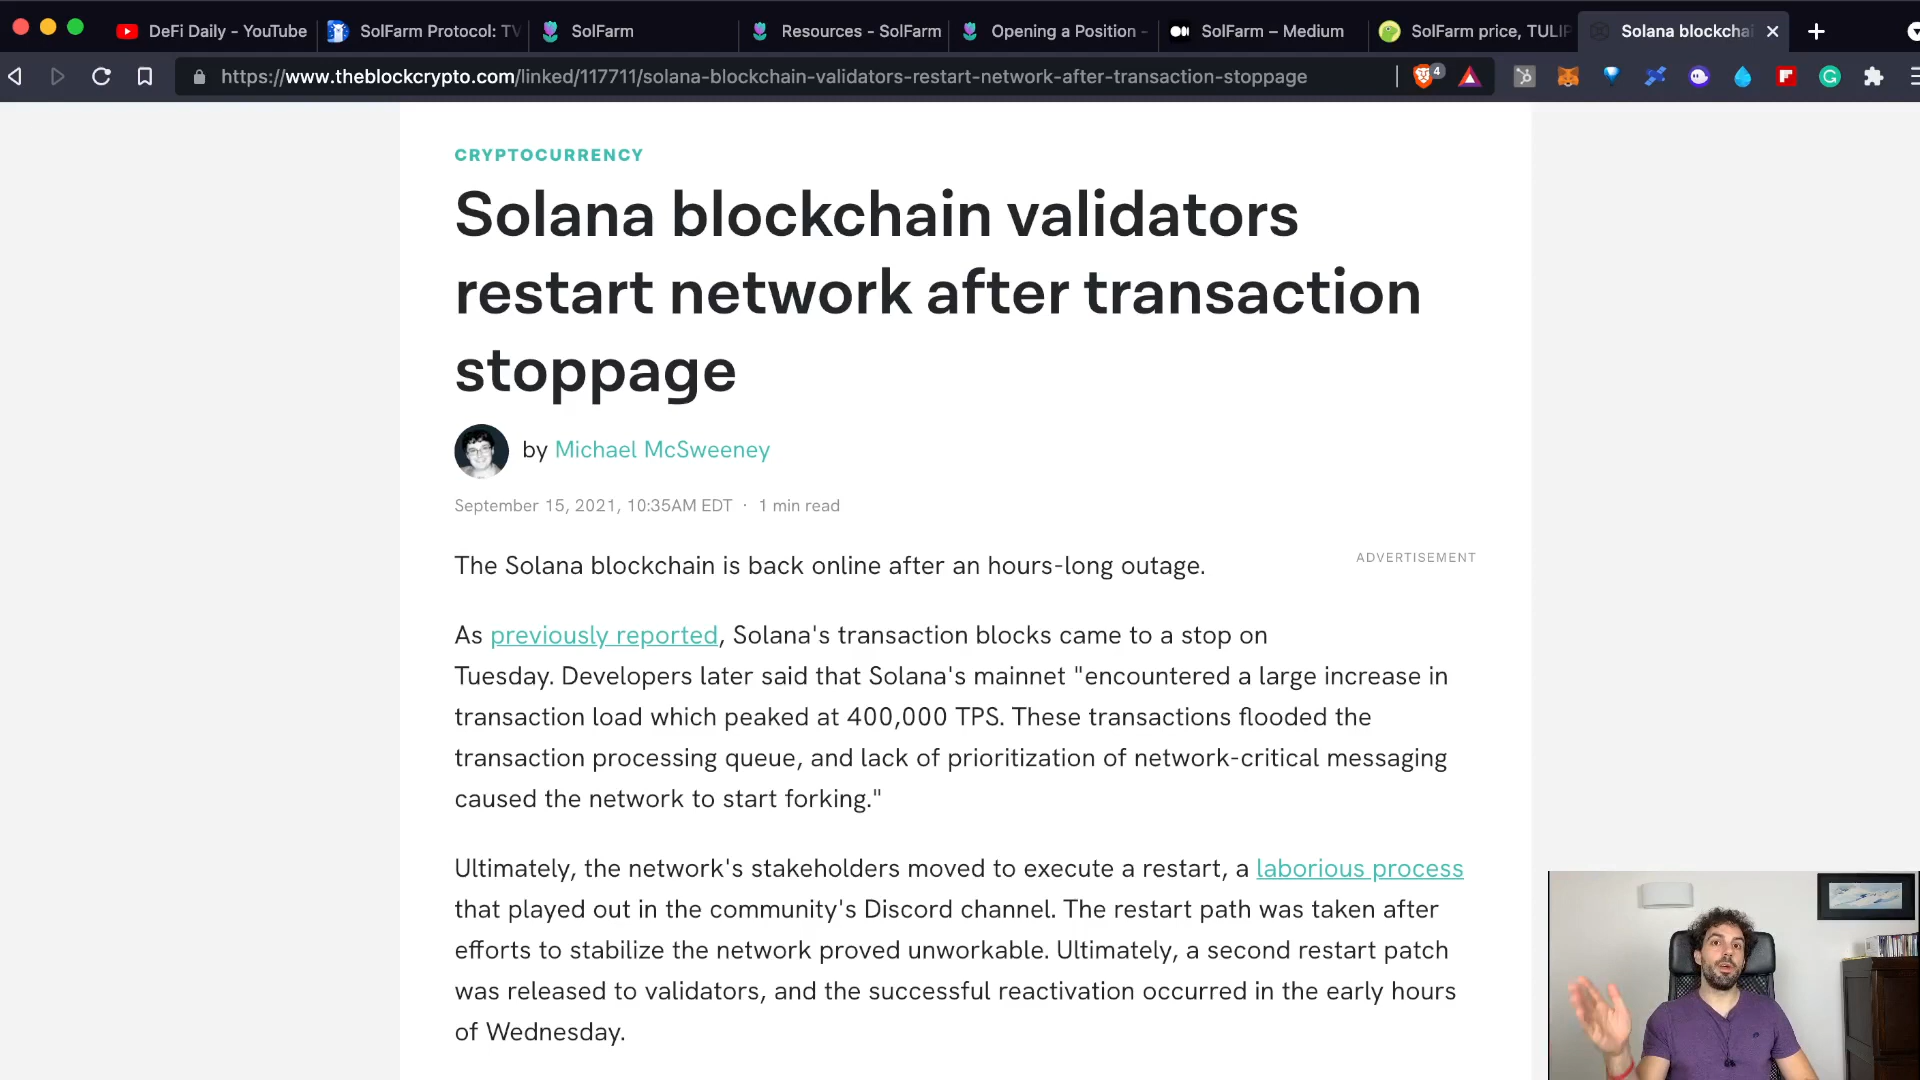 DeFi Daily - YouTube
SolFarm Protocol: TV
SolFarm
Resources - SolFarm
Opening a Position -
SolFarm – Medium
SolFarm price, TULIP
Solana blockchai
https://www.theblockcrypto.com/linked/117711/solana-blockchain-validators-restart-network-after-transaction-stoppage
4
CRYPTOCURRENCY
Solana blockchain validators
restart network after transaction
stoppage
by Michael McSweeney
September 15, 2021, 10:35AM EDT · 1 min read
The Solana blockchain is back online after an hours-long outage.
ADVERTISEMENT
As previously reported, Solana's transaction blocks came to a stop on
Tuesday. Developers later said that Solana's mainnet "encountered a large increase in
transaction load which peaked at 400,000 TPS. These transactions flooded the
transaction processing queue, and lack of prioritization of network-critical messaging
caused the network to start forking."
Ultimately, the network's stakeholders moved to execute a restart, a laborious process
that played out in the community's Discord channel. The restart path was taken after
efforts to stabilize the network proved unworkable. Ultimately, a second restart patch
was released to validators, and the successful reactivation occurred in the early hours
of Wednesday.